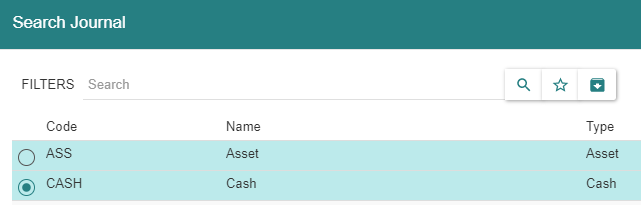 Search Journal
FILTERS Search
Code Name Type
ASS Asset Asset
CASH Cash Cash